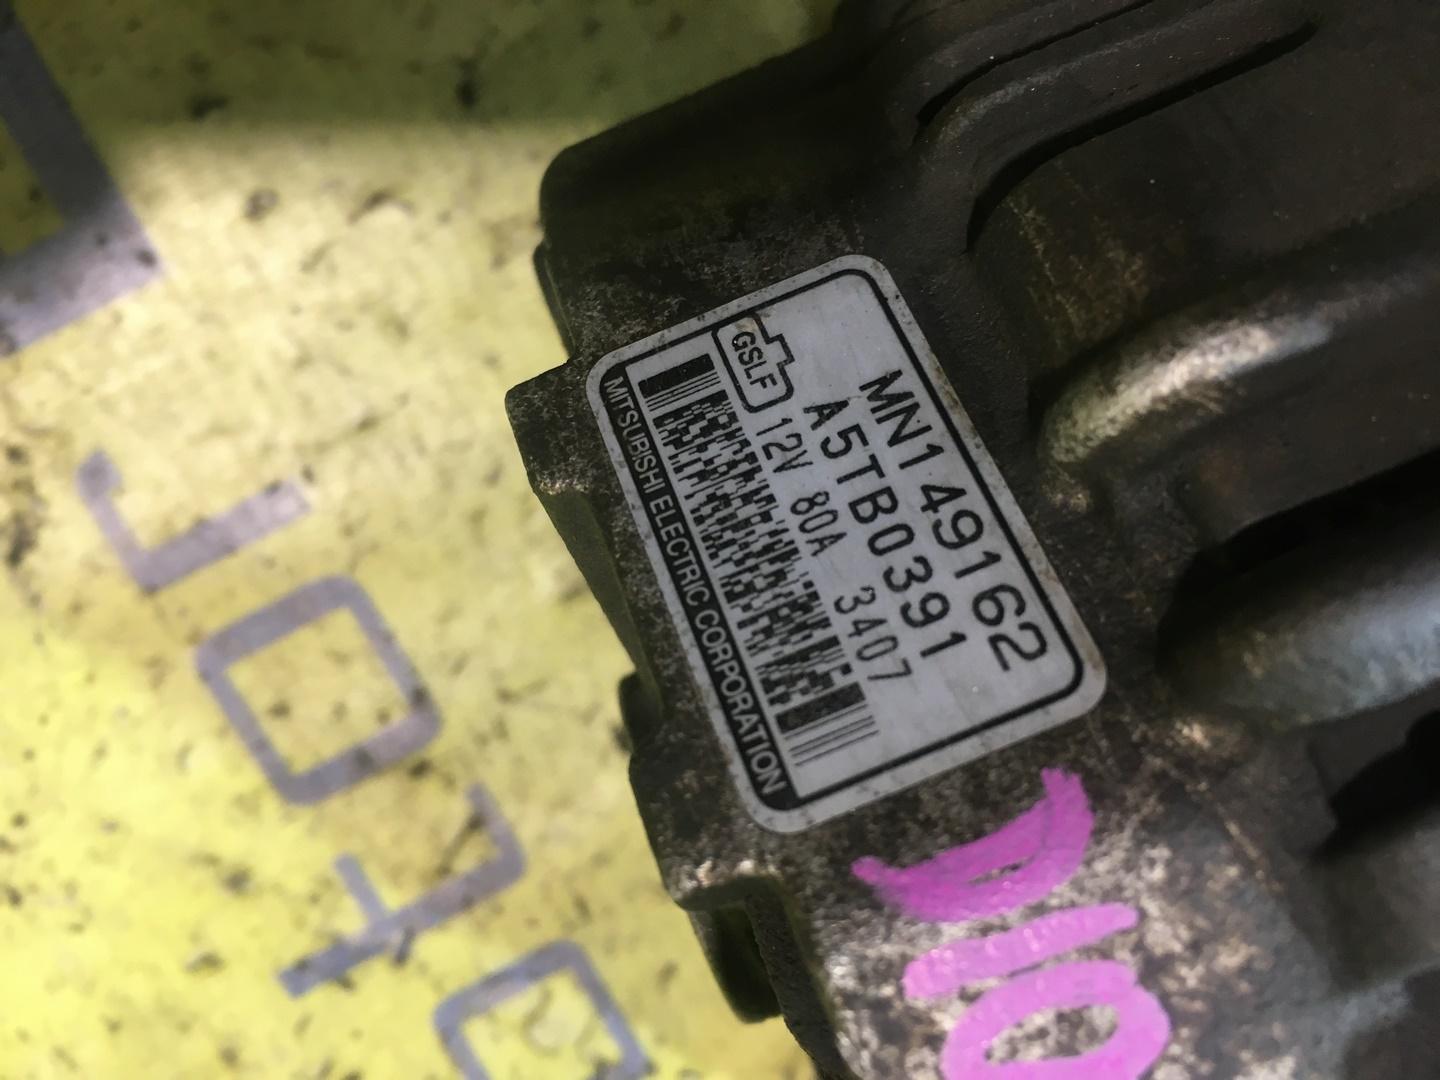 MN149162
A5TB0391
GSLF 12V 80A 3407
MITSUBISHI ELECTRIC CORPORATION
D10